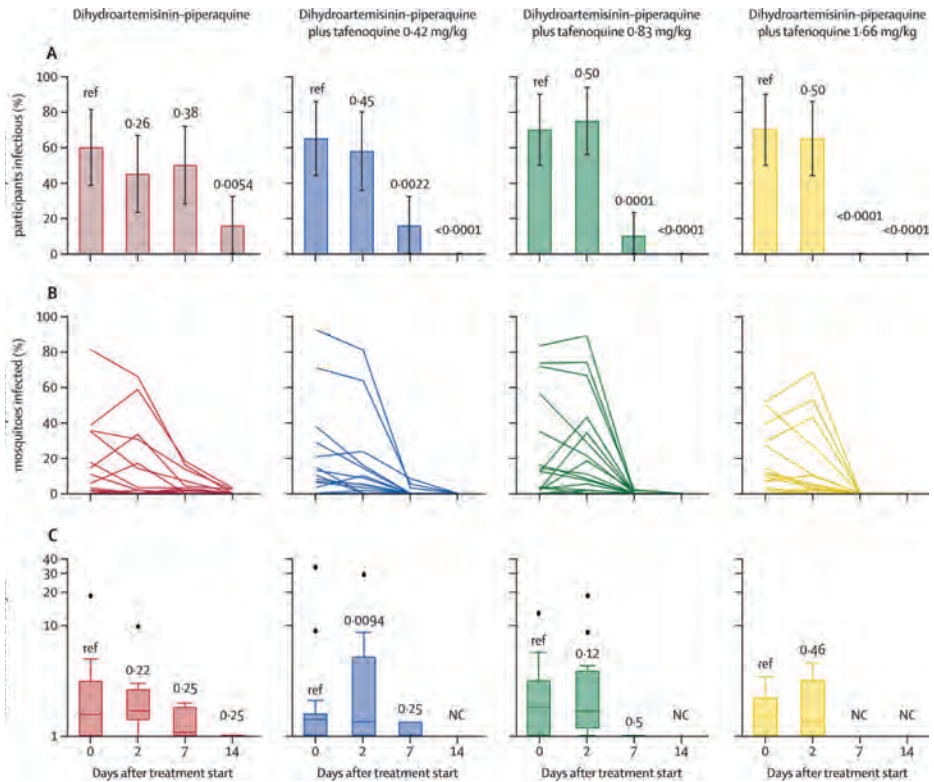 Dihydroartemisinin-piperaquine
Dihydroartemisinin-piperaquine
plus tafenoquine 0·42 mg/kg
Dihydroartemisinin-piperaquine
plus tafenoquine 0·83 mg/kg
Dihydroartemisinin-piperaquine
plus tafenoquine 1·66 mg/kg
A
participants infectious (%)
100
80
60
40
20
0
ref
0·26
0·38
0·0054
ref
0·45
0·0022
<0·0001
ref
0·50
0·0001
<0·0001
ref
0·50
<0·0001
<0·0001
B
mosquitoes infected (%)
100
80
60
40
20
0
C
40
30
20
10
1
ref
0·22
0·25
0·25
ref
0·0094
0·25
NC
ref
0·12
0·5
NC
ref
0·46
NC
NC
0 2 7 14
0 2 7 14
0 2 7 14
0 2 7 14
Days after treatment start
Days after treatment start
Days after treatment start
Days after treatment start